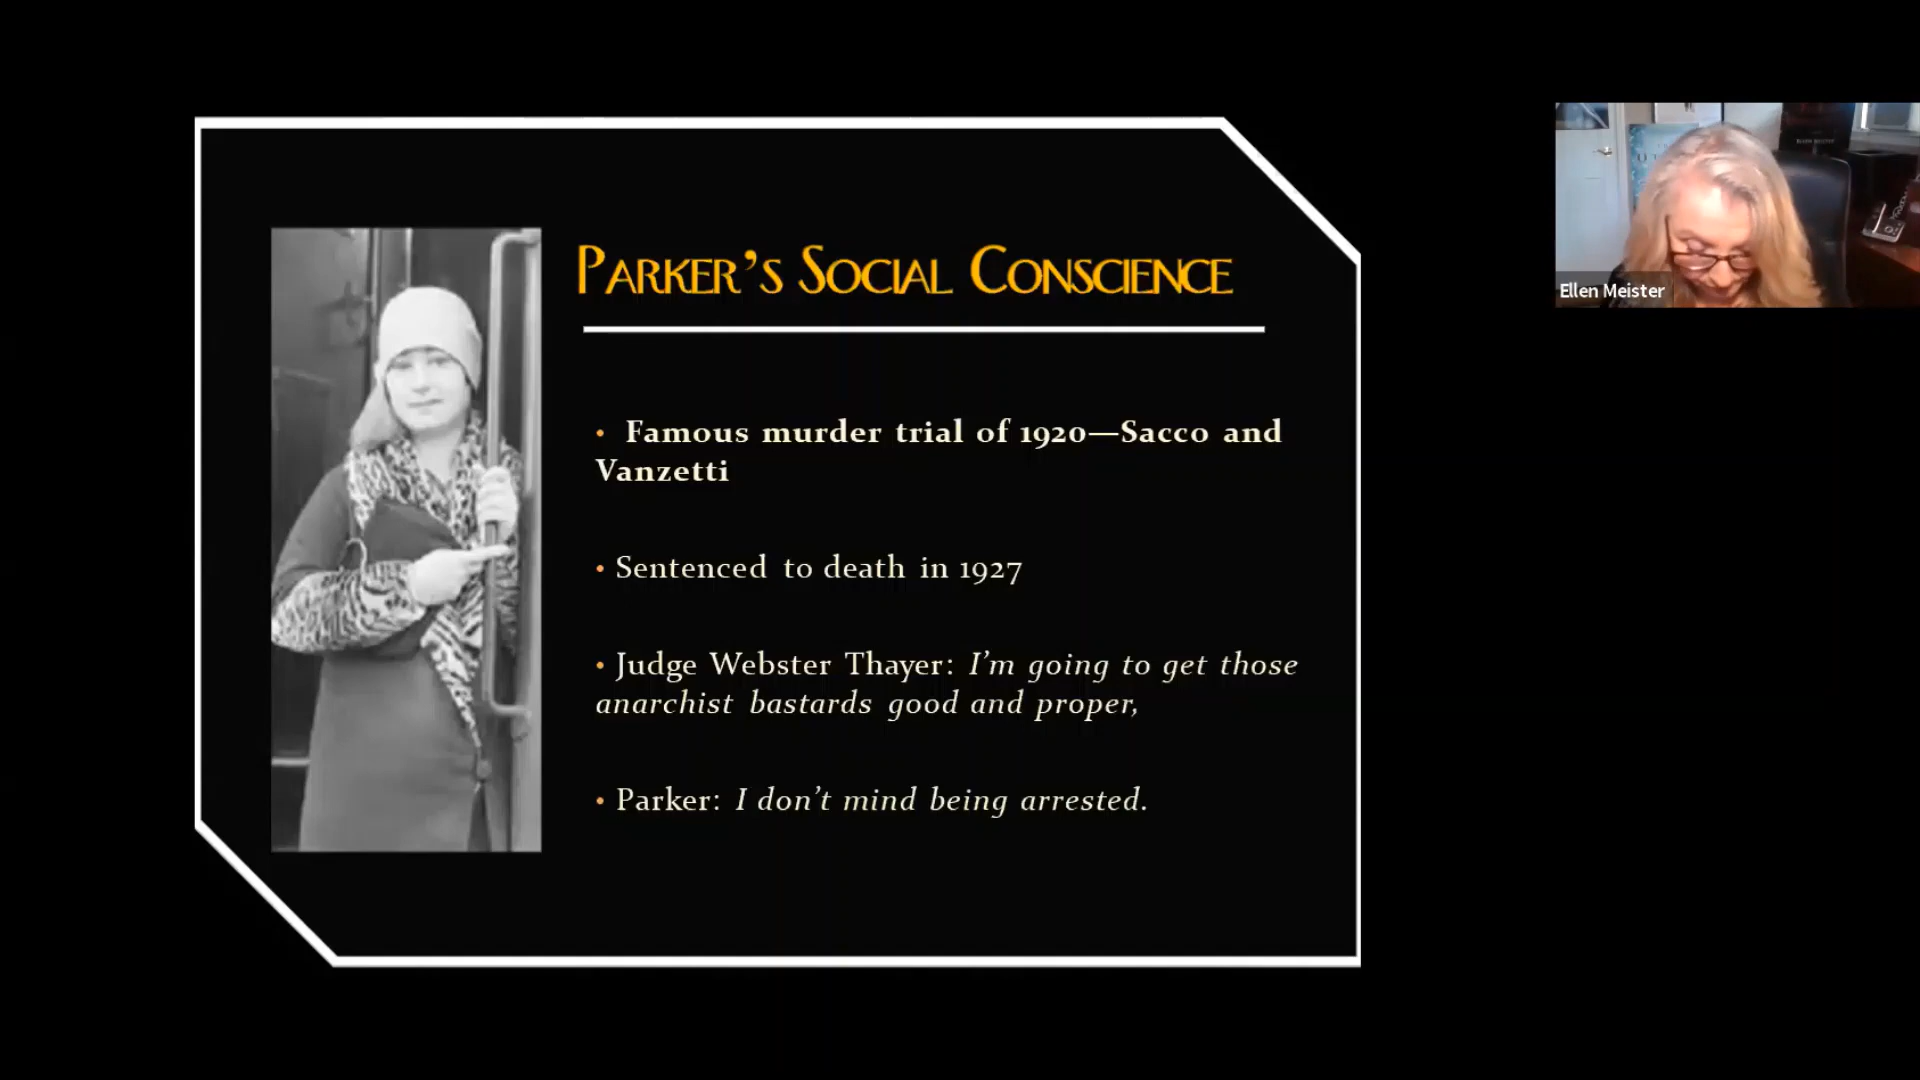 PARKER'S SOCIAL CONSCIENCE
• Famous murder trial of 1920—Sacco and
Vanzetti
• Sentenced to death in 1927
• Judge Webster Thayer: I'm going to get those
anarchist bastards good and proper,
• Parker: I don't mind being arrested.
Ellen Meister